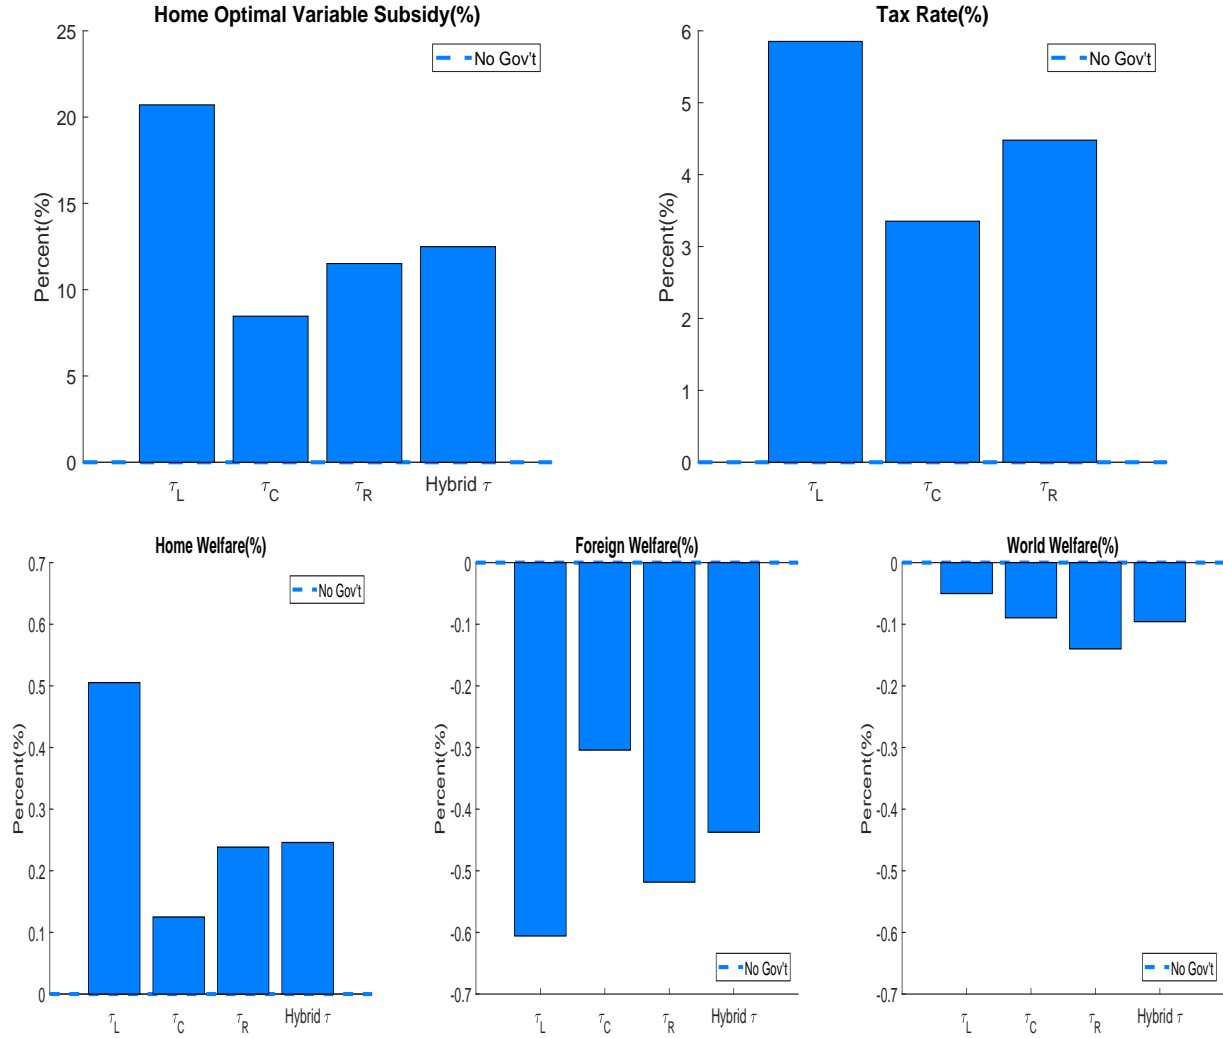 Home Optimal Variable Subsidy(%)
25
20
15
10
5
0
Percent(%)
No Gov't
τL
τC
τR
Hybrid τ
Tax Rate(%)
6
5
4
3
2
1
0
Percent(%)
No Gov't
τL
τC
τR
Home Welfare(%)
0.7
0.6
0.5
0.4
0.3
0.2
0.1
0
Percent(%)
No Gov't
τL
τC
τR
Hybrid τ
Foreign Welfare(%)
0
-0.1
-0.2
-0.3
-0.4
-0.5
-0.6
-0.7
Percent(%)
No Gov't
τL
τC
τR
Hybrid τ
World Welfare(%)
0
-0.1
-0.2
-0.3
-0.4
-0.5
-0.6
-0.7
Percent(%)
No Gov't
τL
τC
τR
Hybrid τ